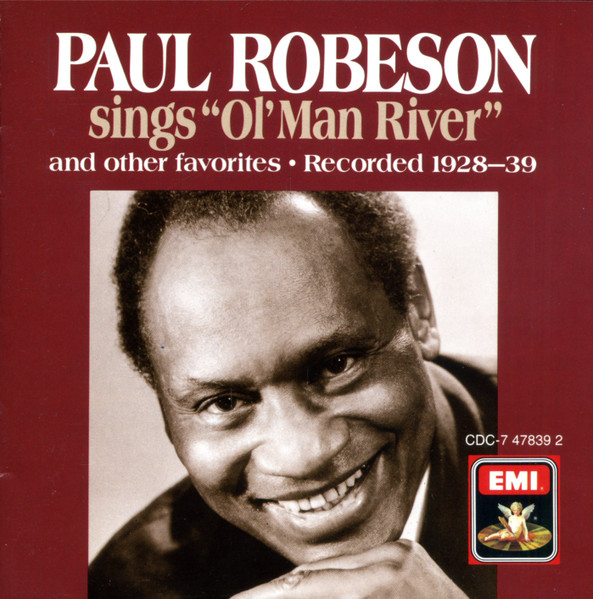 PAUL ROBESON
sings “Ol’ Man River”
and other favorites • Recorded 1928–39
CDC-7 47839 2
EMI